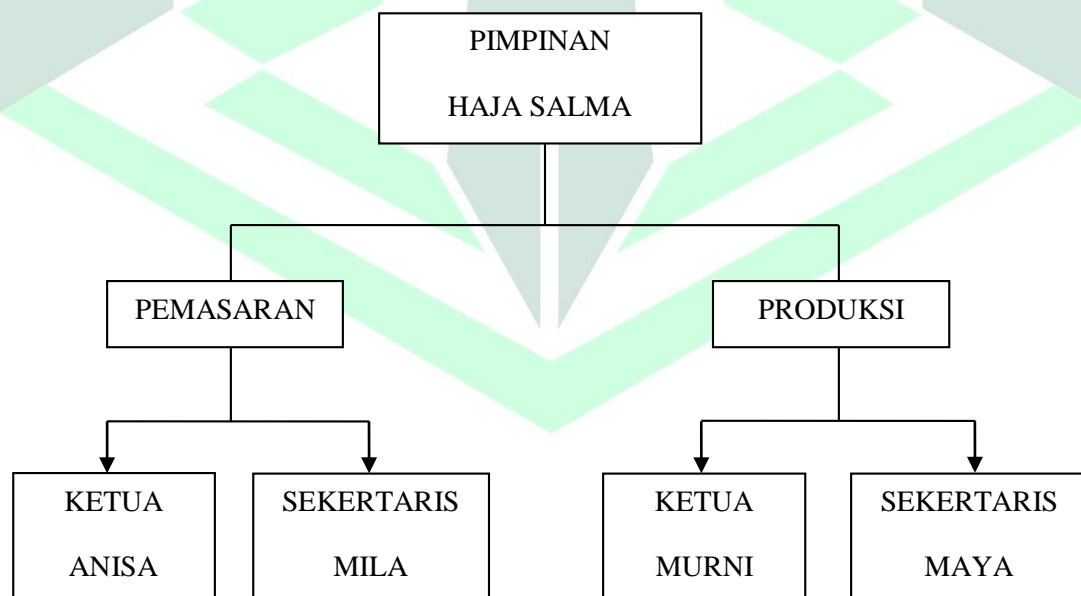 PIMPINAN
HAJA SALMA
PEMASARAN
PRODUKSI
KETUA
ANISA
SEKERTARIS
MILA
KETUA
MURNI
SEKERTARIS
MAYA